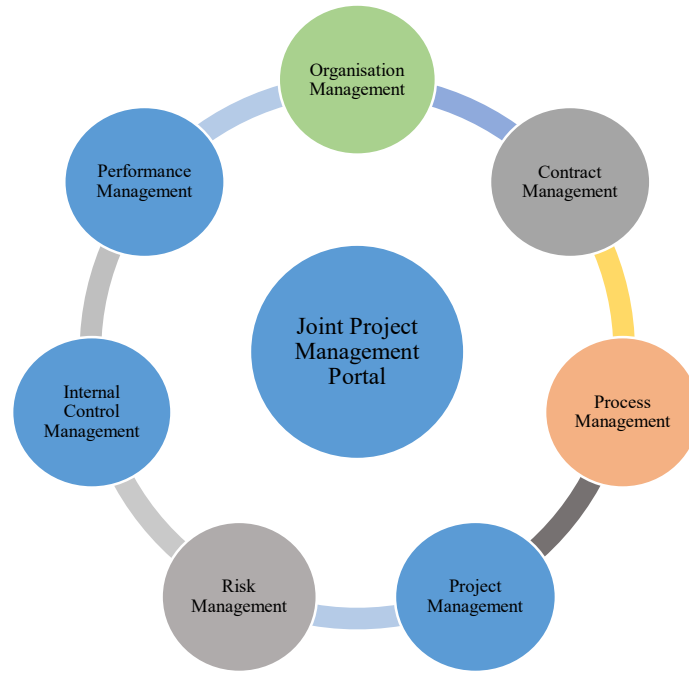 Organisation
Management
Contract
Management
Process
Management
Project
Management
Risk
Management
Internal
Control
Management
Performance
Management
Joint Project
Management
Portal